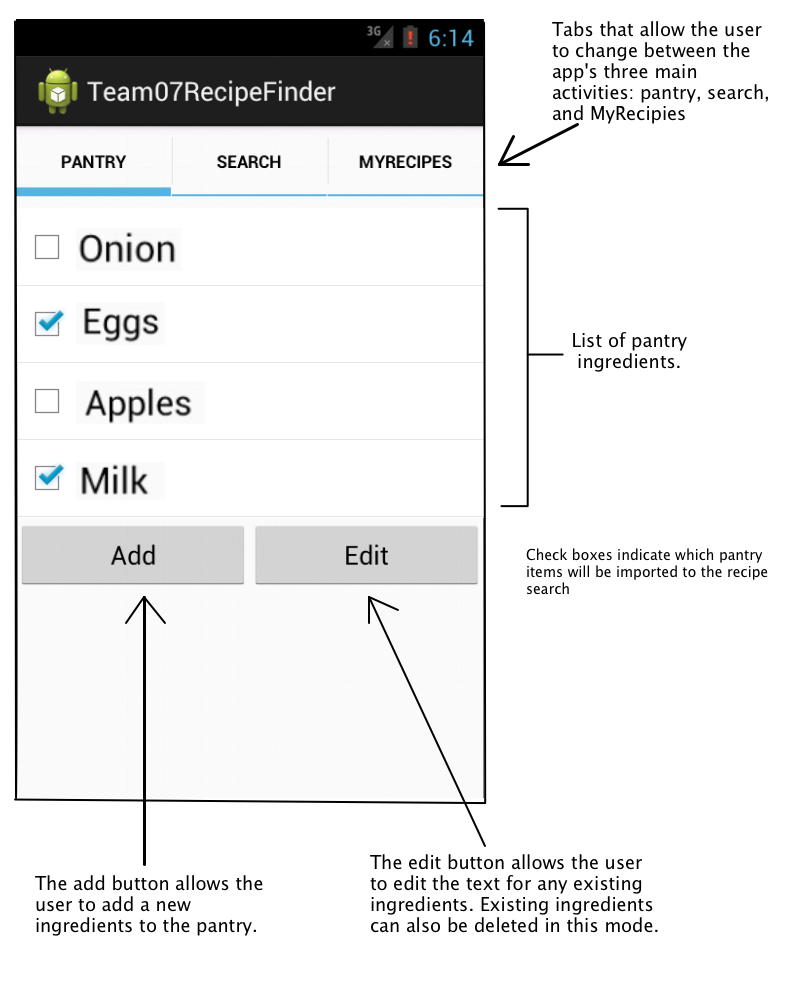 3G
6:14
Team07RecipeFinder
PANTRY
SEARCH
MYRECIPES
Onion
Eggs
Apples
Milk
Add
Edit
Tabs that allow the user
to change between the
app's three main
activities: pantry, search,
and MyRecipies
List of pantry
ingredients.
Check boxes indicate which pantry
items will be imported to the recipe
search
The add button allows the
user to add a new
ingredients to the pantry.
The edit button allows the user
to edit the text for any existing
ingredients. Existing ingredients
can also be deleted in this mode.